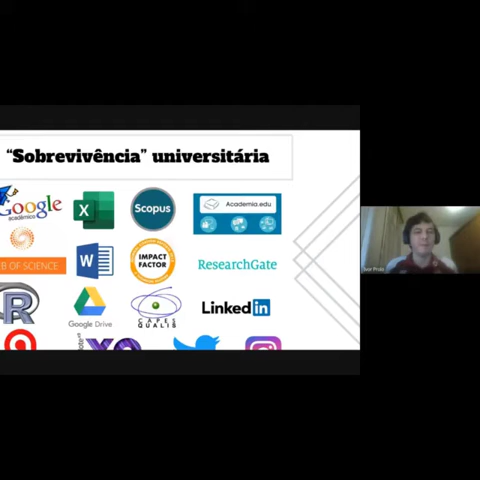 “Sobrevivência” universitária
Google
acadêmico
X
Scopus
Academia.edu
B OF SCIENCE
W
IMPACT
FACTOR
ResearchGate
R
Google Drive
CAPES
QUALIS
Linkedin